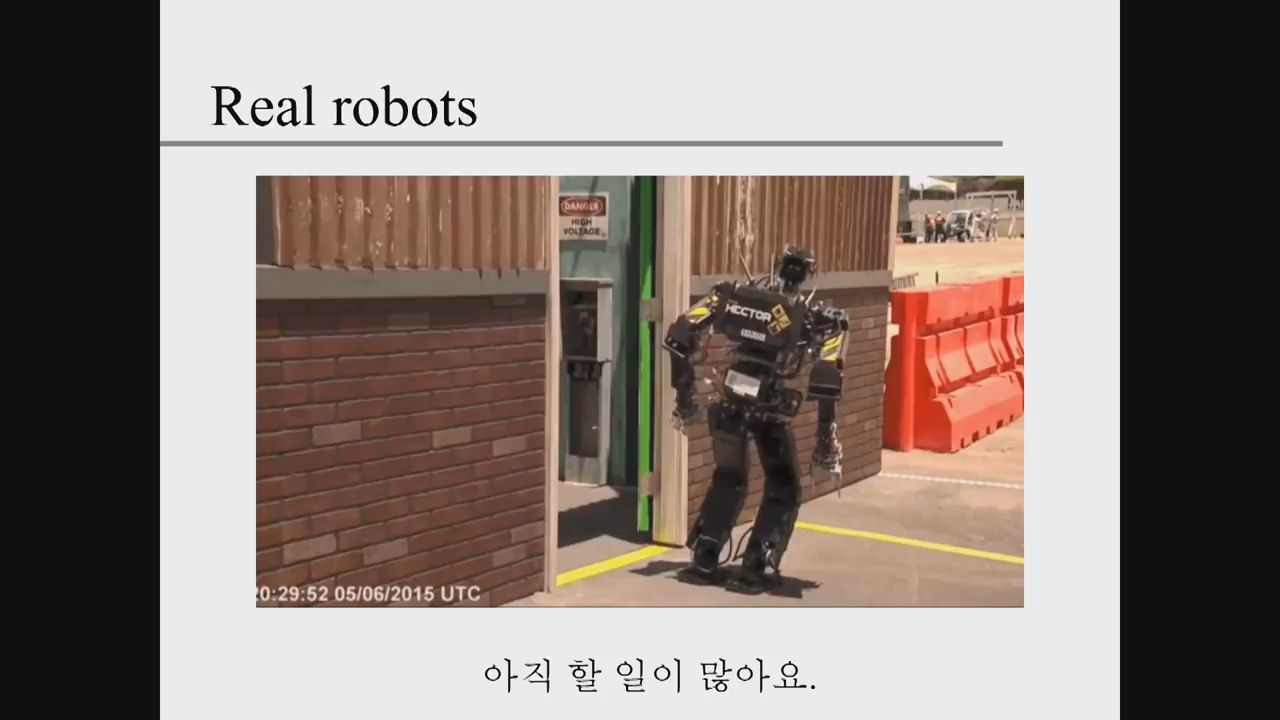 Real robots
DANGER
HIGH
VOLTAGE
HECTOR
20:29:52 05/06/2015 UTC
아직 할 일이 많아요.